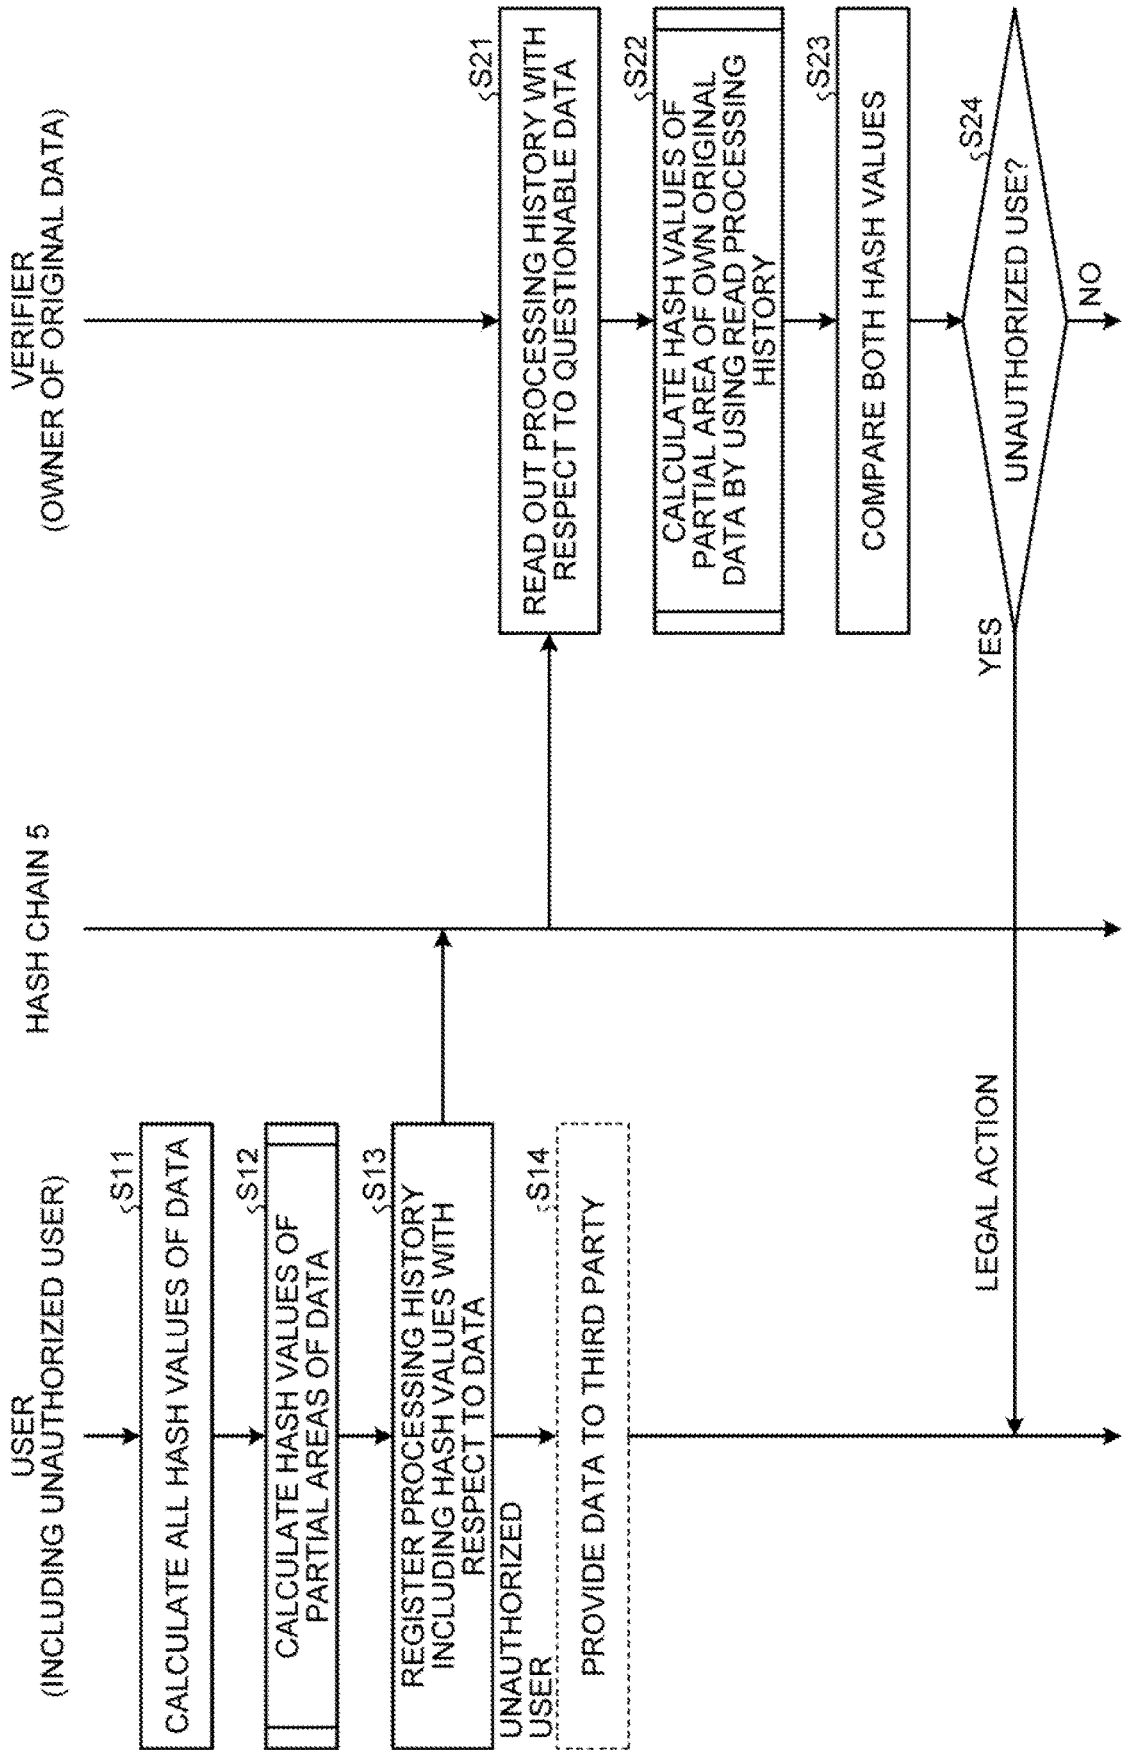 USER
(INCLUDING UNAUTHORIZED USER)
HASH CHAIN 5
VERIFIER
(OWNER OF ORIGINAL DATA)
S11
CALCULATE ALL HASH VALUES OF DATA
S12
CALCULATE HASH VALUES OF
PARTIAL AREAS OF DATA
S13
REGISTER PROCESSING HISTORY
INCLUDING HASH VALUES WITH
RESPECT TO DATA
UNAUTHORIZED
USER
S14
PROVIDE DATA TO THIRD PARTY
S21
READ OUT PROCESSING HISTORY WITH
RESPECT TO QUESTIONABLE DATA
S22
CALCULATE HASH VALUES OF
PARTIAL AREA OF OWN ORIGINAL
DATA BY USING READ PROCESSING
HISTORY
S23
COMPARE BOTH HASH VALUES
S24
UNAUTHORIZED USE?
YES
NO
LEGAL ACTION